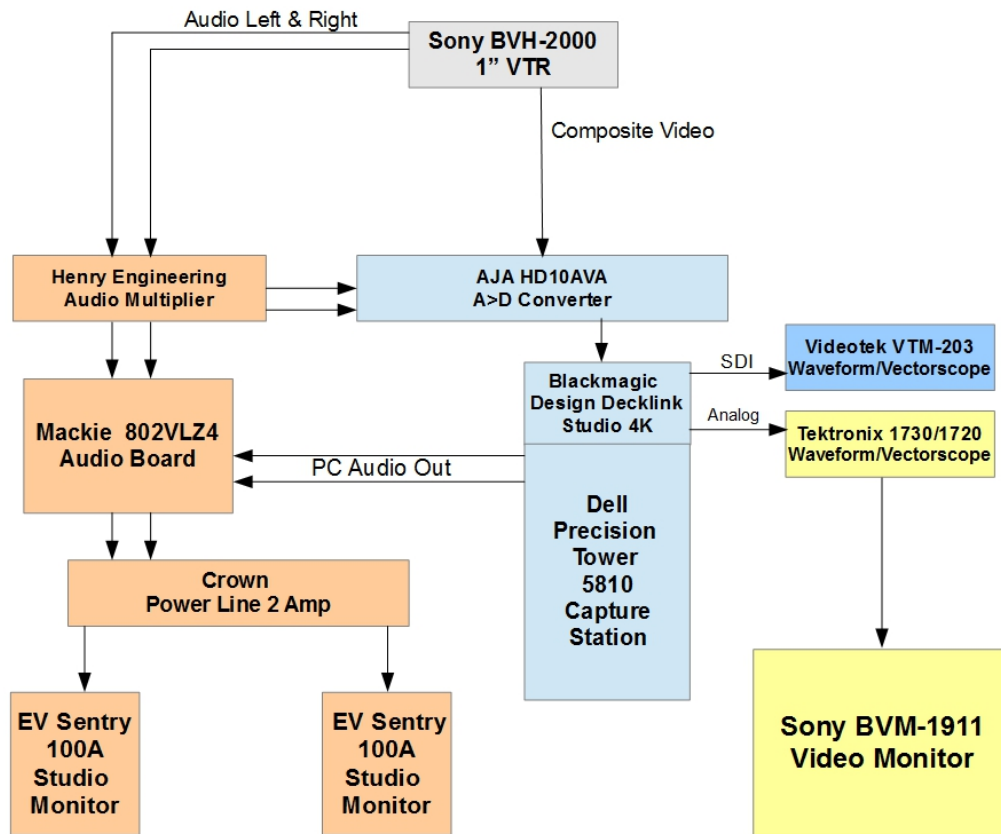 Audio Left & Right
Sony BVH-2000
1” VTR
Composite Video
Henry Engineering
Audio Multiplier
AJA HD10AVA
A>D Converter
Blackmagic
Design Decklink
Studio 4K
SDI
Videotek VTM-203
Waveform/Vectorscope
Analog
Tektronix 1730/1720
Waveform/Vectorscope
Mackie 802VLZ4
Audio Board
PC Audio Out
Dell
Precision
Tower
5810
Capture
Station
Crown
Power Line 2 Amp
EV Sentry
100A
Studio
Monitor
EV Sentry
100A
Studio
Monitor
Sony BVM-1911
Video Monitor